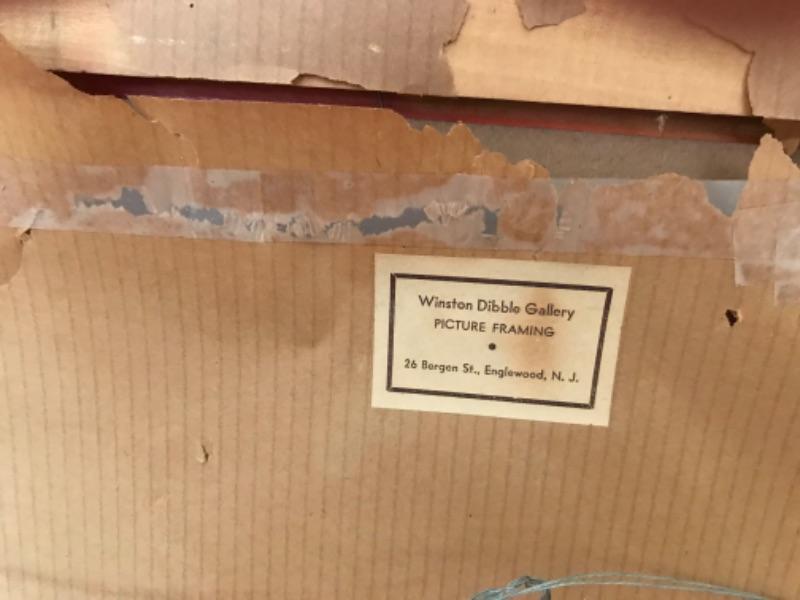 Winston Dibble Gallery
PICTURE FRAMING
•
26 Bergen St., Englewood, N. J.